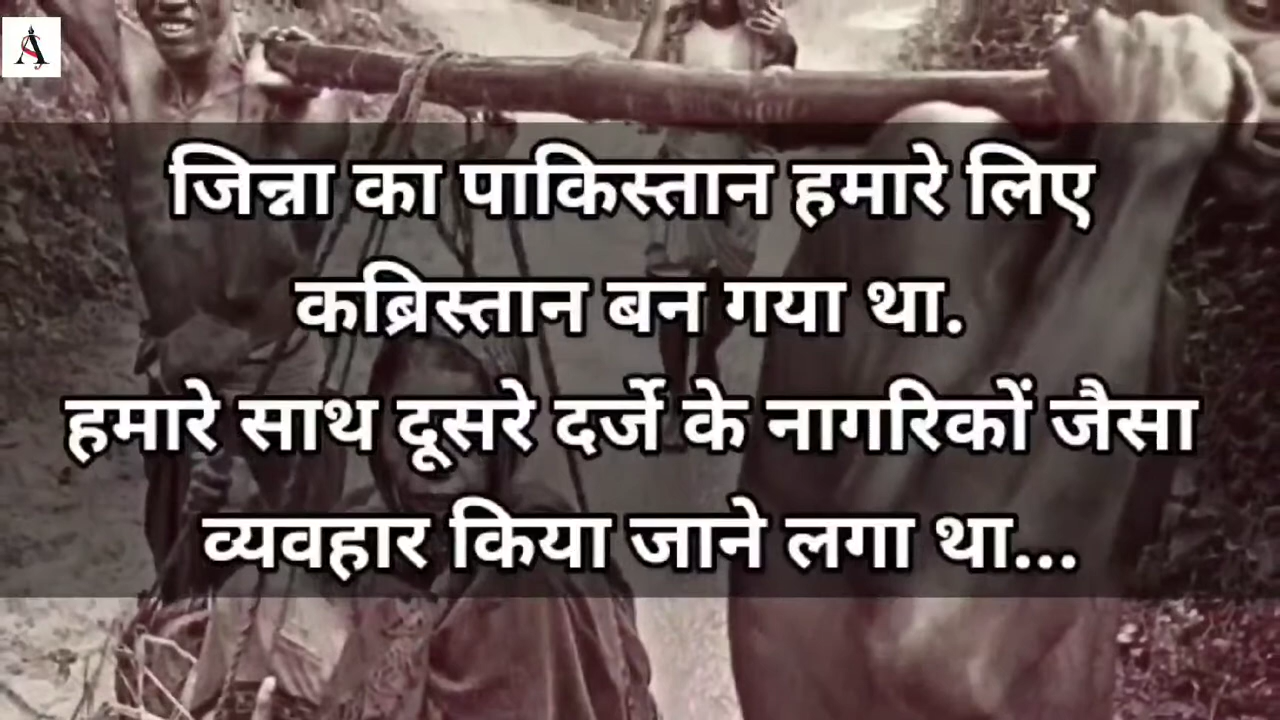 जिन्ना का पाकिस्तान हमारे लिए
कब्रिस्तान बन गया था.
हमारे साथ दूसरे दर्जे के नागरिकों जैसा
व्यवहार किया जाने लगा था...